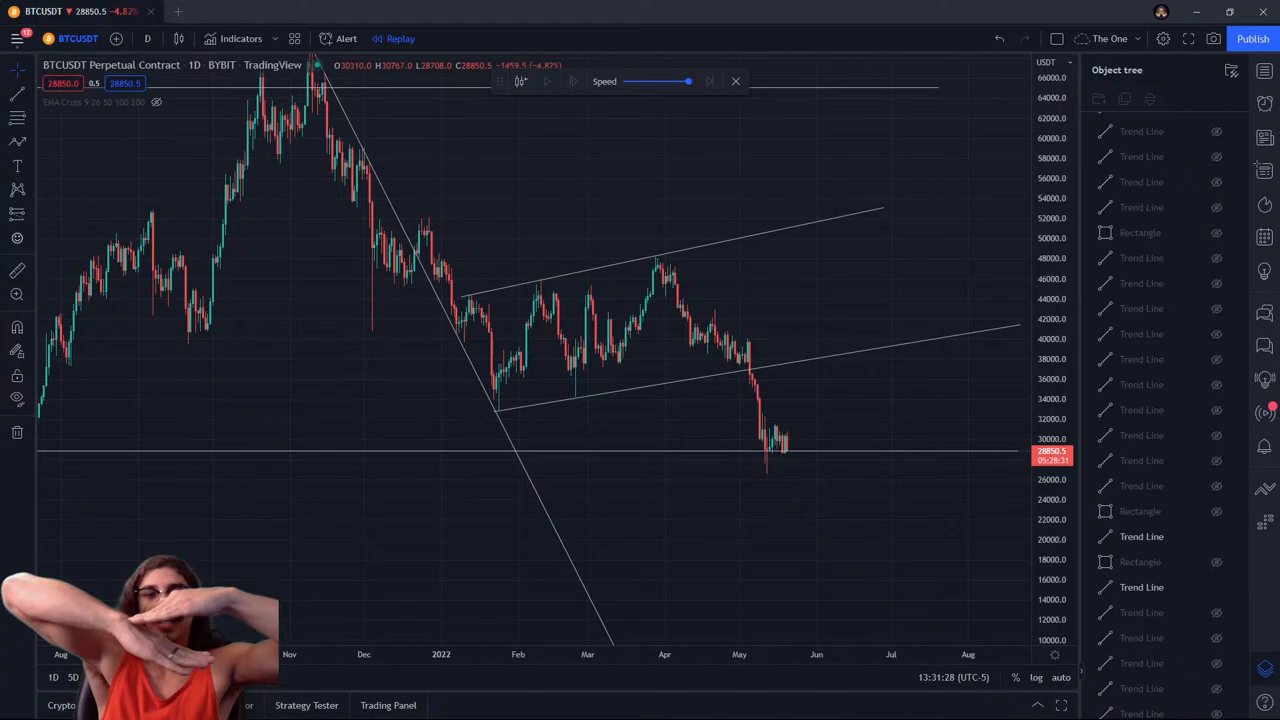 BTCUSDT ▼ 28850.5 −4.82%
12
BTCUSDT
D
Indicators
Alert
Replay
The One
Publish
BTCUSDT Perpetual Contract · 1D · BYBIT · TradingView
O30310.0 H30767.0 L28708.0 C28850.5 −1459.5 (−4.82%)
28850.0
0.5
28850.5
Speed
EMA Cross 9 26 50 100 200
USDT
66000.0
64000.0
62000.0
60000.0
58000.0
56000.0
54000.0
52000.0
50000.0
48000.0
46000.0
44000.0
42000.0
40000.0
38000.0
36000.0
34000.0
32000.0
30000.0
28850.5
05:28:31
26000.0
24000.0
22000.0
20000.0
18000.0
16000.0
14000.0
12000.0
10000.0
Object tree
Trend Line
Trend Line
Trend Line
Trend Line
Rectangle
Trend Line
Trend Line
Trend Line
Trend Line
Trend Line
Trend Line
Trend Line
Trend Line
Trend Line
Trend Line
Rectangle
Trend Line
Rectangle
Trend Line
Trend Line
Trend Line
Trend Line
Trend Line
Trend Line
Aug
Nov
Dec
2022
Feb
Mar
Apr
May
Jun
Jul
Aug
1D
5D
13:31:28 (UTC-5)
%
log
auto
Strategy Tester
Trading Panel